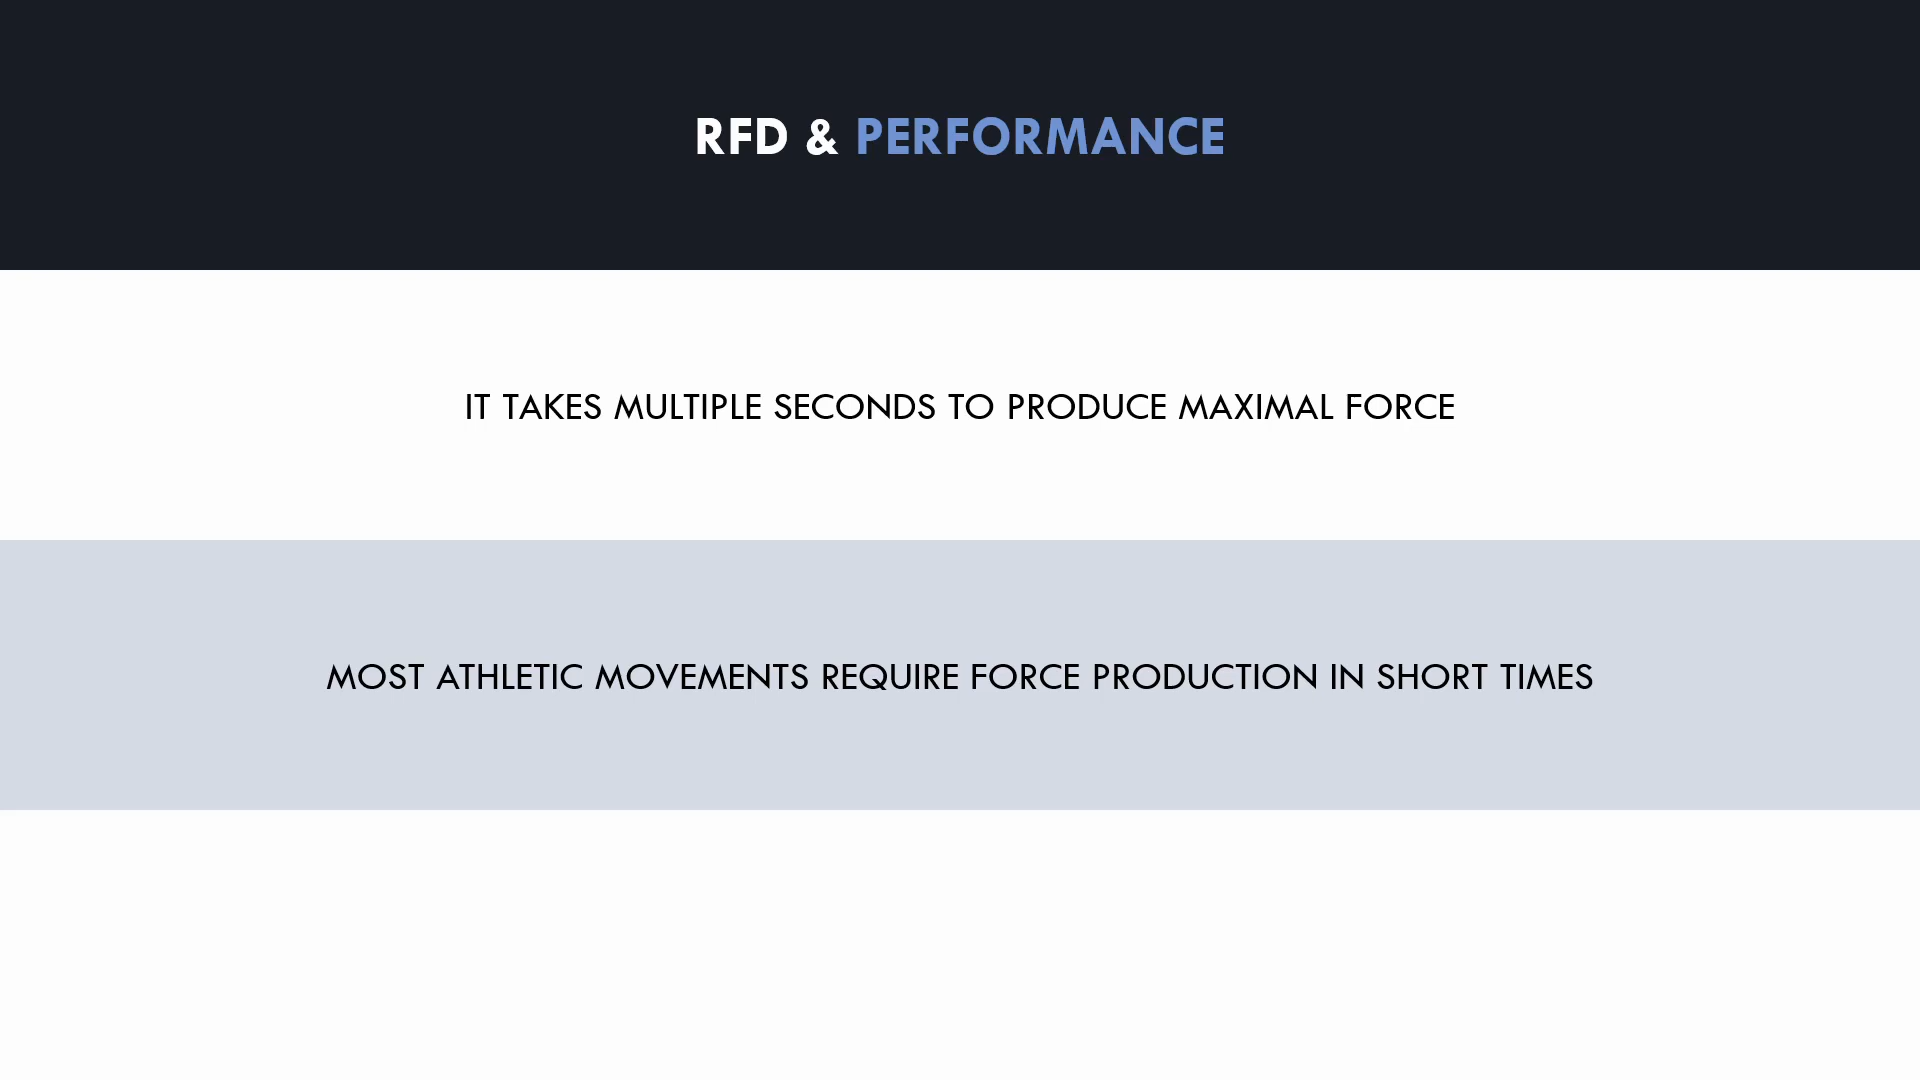 RFD & PERFORMANCE
IT TAKES MULTIPLE SECONDS TO PRODUCE MAXIMAL FORCE
MOST ATHLETIC MOVEMENTS REQUIRE FORCE PRODUCTION IN SHORT TIMES